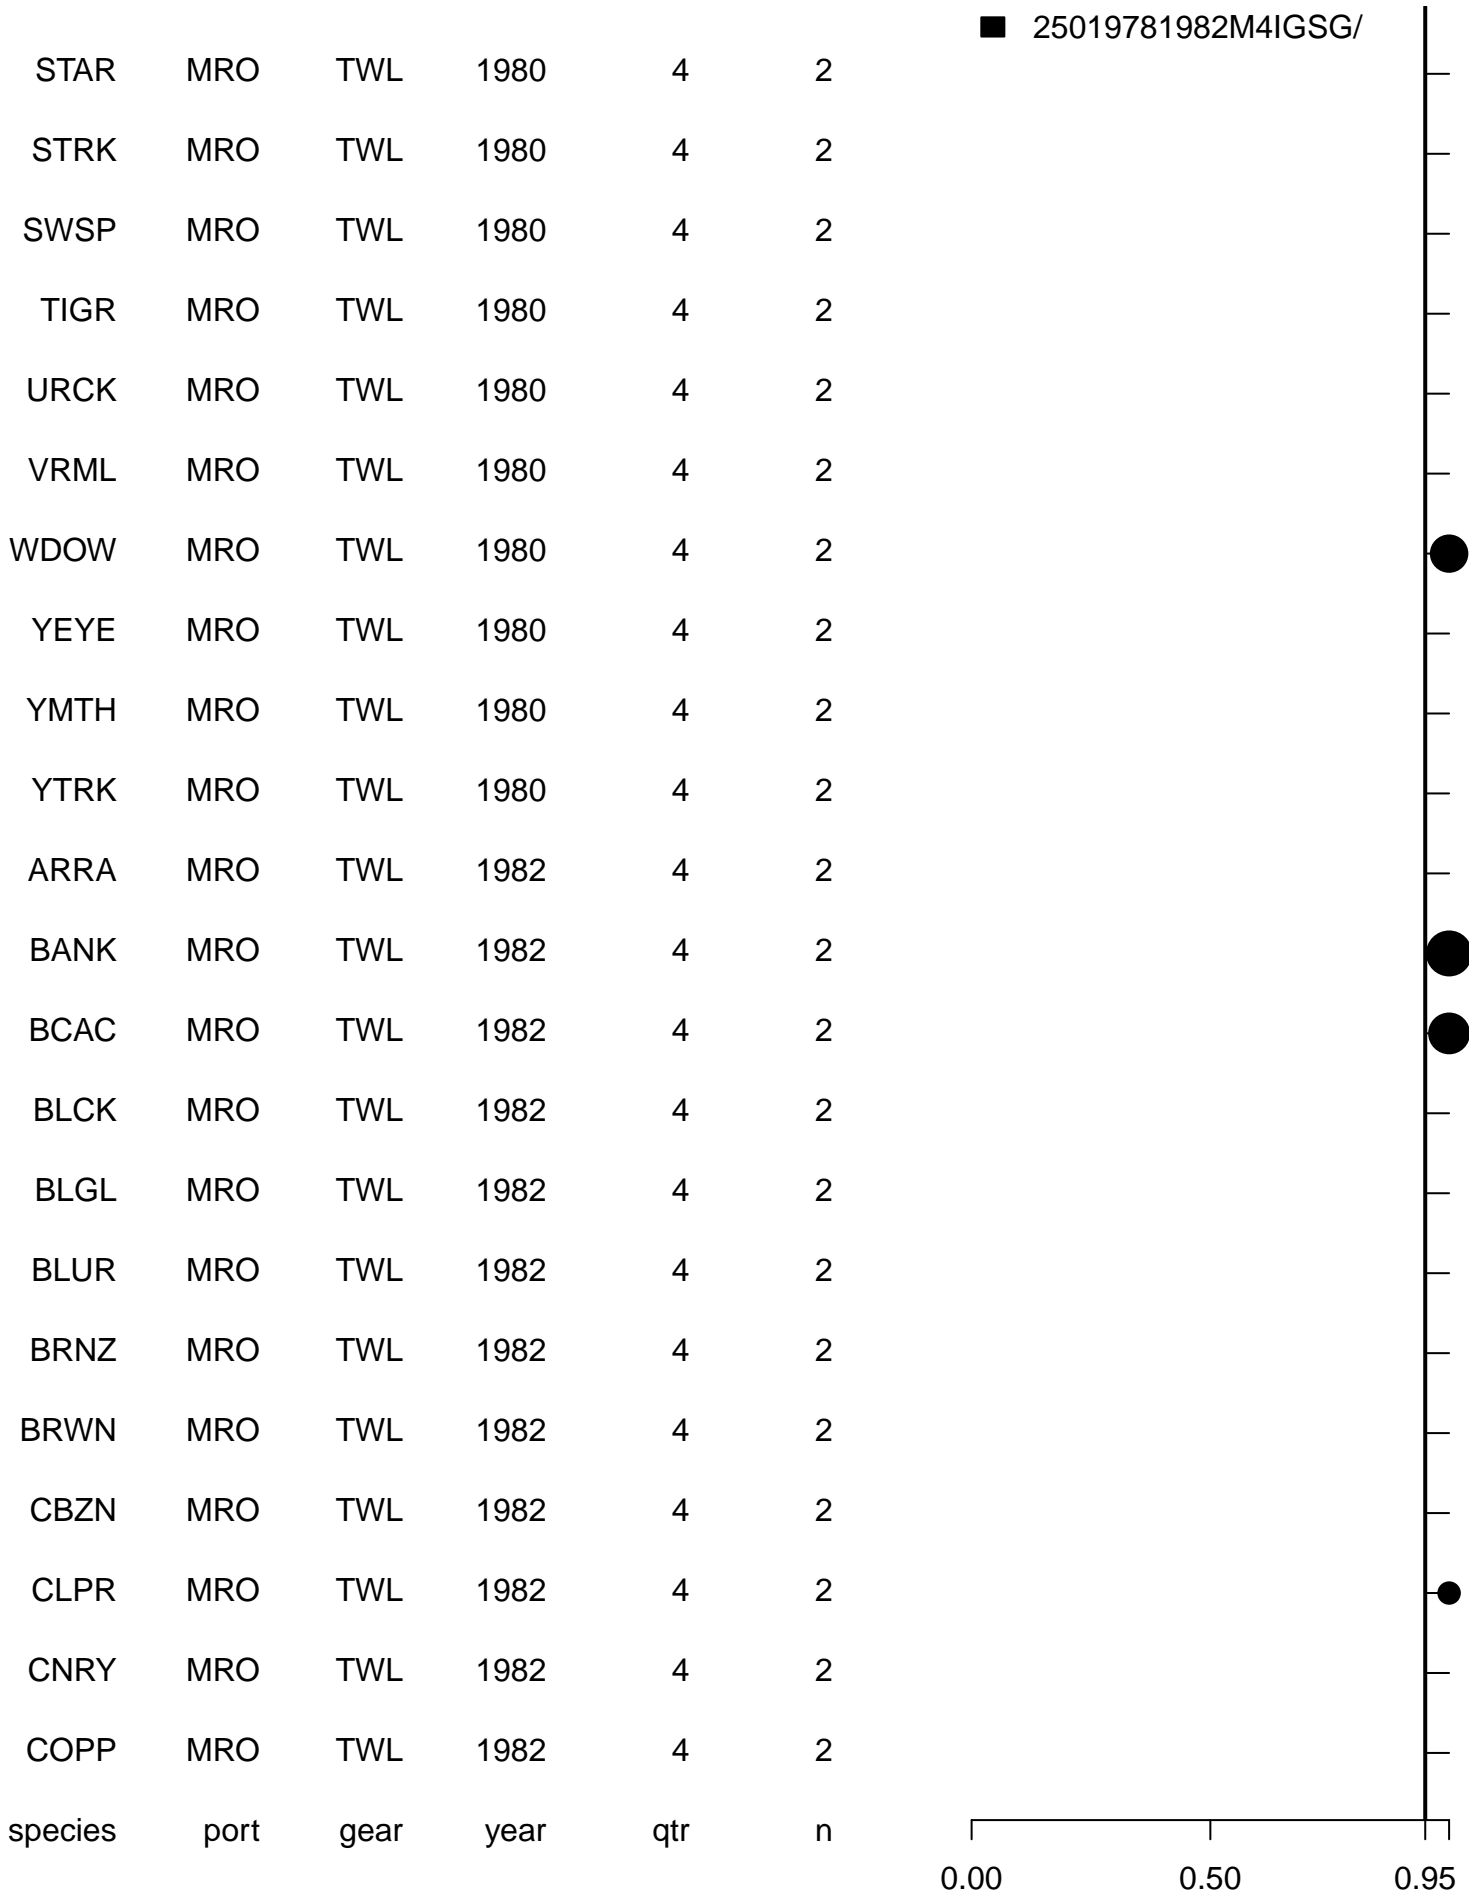 25019781982M4IGSG/
STAR MRO TWL 1980 4 2
STRK MRO TWL 1980 4 2
SWSP MRO TWL 1980 4 2
TIGR MRO TWL 1980 4 2
URCK MRO TWL 1980 4 2
VRML MRO TWL 1980 4 2
WDOW MRO TWL 1980 4 2
YEYE MRO TWL 1980 4 2
YMTH MRO TWL 1980 4 2
YTRK MRO TWL 1980 4 2
ARRA MRO TWL 1982 4 2
BANK MRO TWL 1982 4 2
BCAC MRO TWL 1982 4 2
BLCK MRO TWL 1982 4 2
BLGL MRO TWL 1982 4 2
BLUR MRO TWL 1982 4 2
BRNZ MRO TWL 1982 4 2
BRWN MRO TWL 1982 4 2
CBZN MRO TWL 1982 4 2
CLPR MRO TWL 1982 4 2
CNRY MRO TWL 1982 4 2
COPP MRO TWL 1982 4 2
species port gear year qtr n
0.00 0.50 0.95